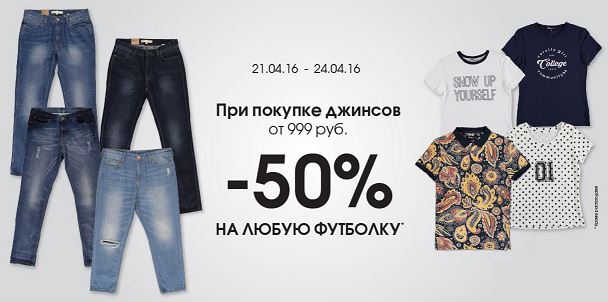 21.04.16 - 24.04.16
При покупке джинсов
от 999 руб.
-50%
НА ЛЮБУЮ ФУТБОЛКУ*
SHOW UP
YOURSELF
College
01